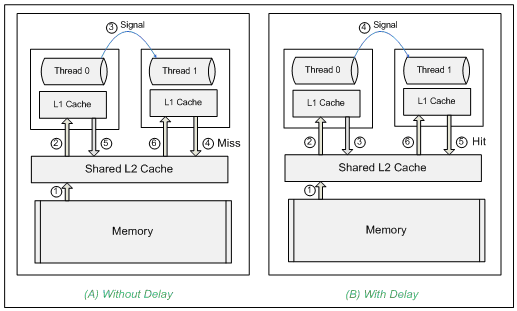 ③ Signal
Thread 0
Thread 1
L1 Cache
L1 Cache
② ⑤ ⑥ ④ Miss
Shared L2 Cache
①
Memory
(A) Without Delay
④ Signal
Thread 0
Thread 1
L1 Cache
L1 Cache
② ③ ⑥ ⑤ Hit
Shared L2 Cache
①
Memory
(B) With Delay